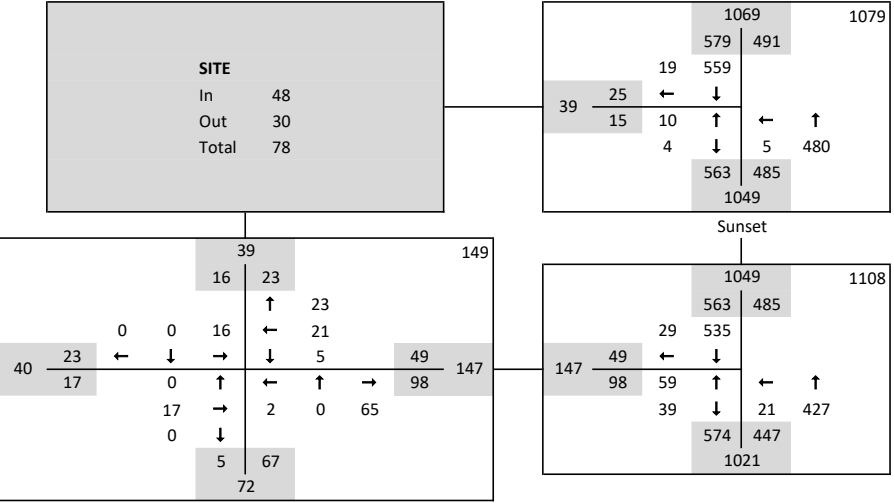 1069 1079
579 491
SITE 19 559
In 48 39 25 ← ↓
Out 30 15 10 ↑ ← ↑
Total 78 4 ↓ 5 480
563 485
1049
Sunset
39 149 1049 1108
16 23 563 485
↑ 23
0 0 16 ← 21 29 535
40 23 ← ↓ → ↓ 5 49 147 147 49 ← ↓
17 0 ↑ ← ↑ → 98 98 59 ↑ ← ↑
17 → 2 0 65 39 ↓ 21 427
0 ↓ 574 447
5 67 1021
72